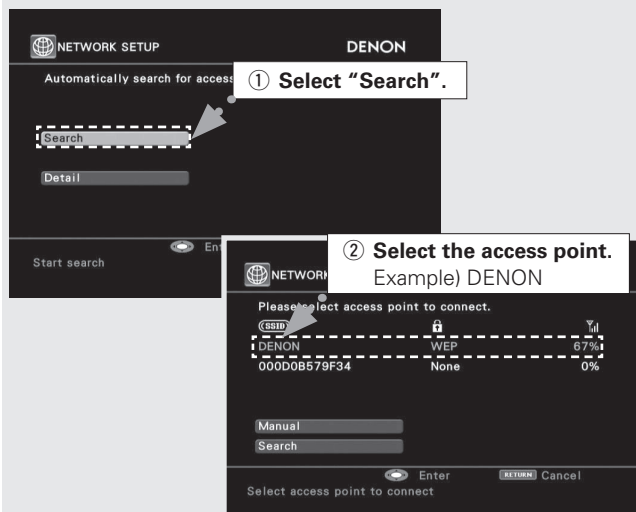 NETWORK SETUP DENON
Automatically search for access
① Select “Search”.
Search
Detail
Start search
② Select the access point.
Example) DENON
NETWORK
Please select access point to connect.
SSID
DENON WEP 67%
000D0B579F34 None 0%
Manual
Search
Enter RETURN Cancel
Select access point to connect